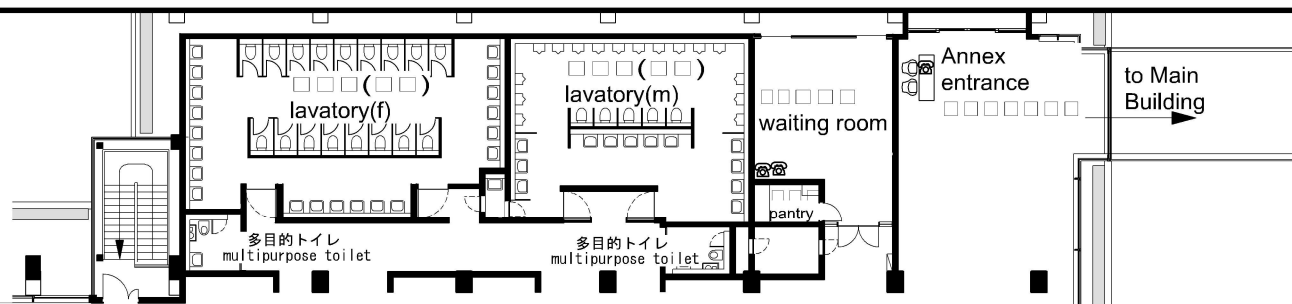 □□□(□□)
lavatory(f)
□□□(□□)
lavatory(m)
□□□□□
waiting room
Annex
entrance
□□□□□□□
to Main
Building
pantry
多目的トイレ
multipurpose toilet
多目的トイレ
multipurpose toilet